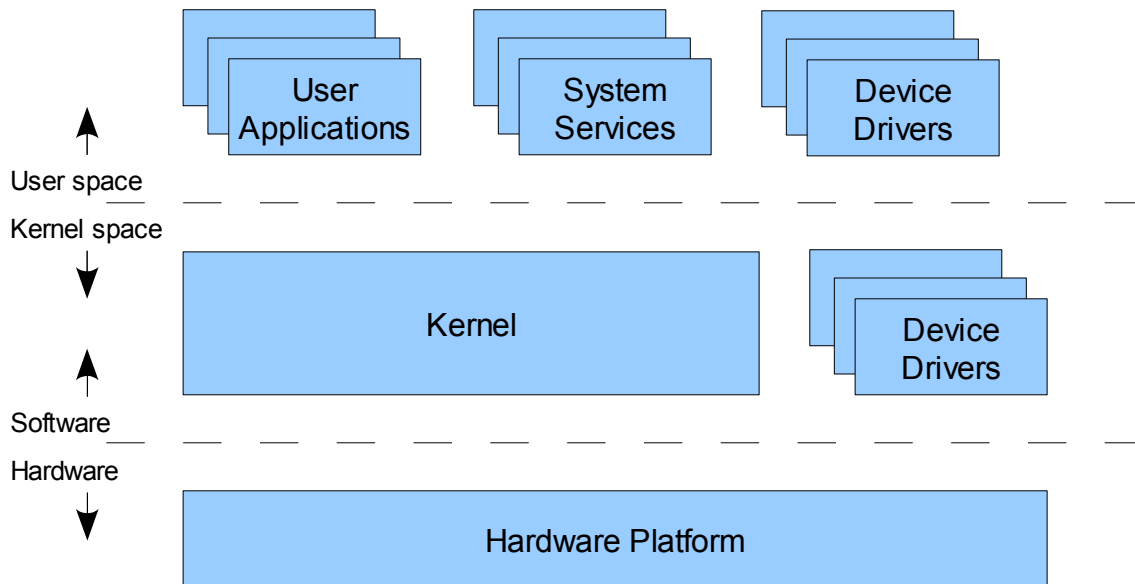 User
Applications
System
Services
Device
Drivers
User space
Kernel space
Kernel
Device
Drivers
Software
Hardware
Hardware Platform